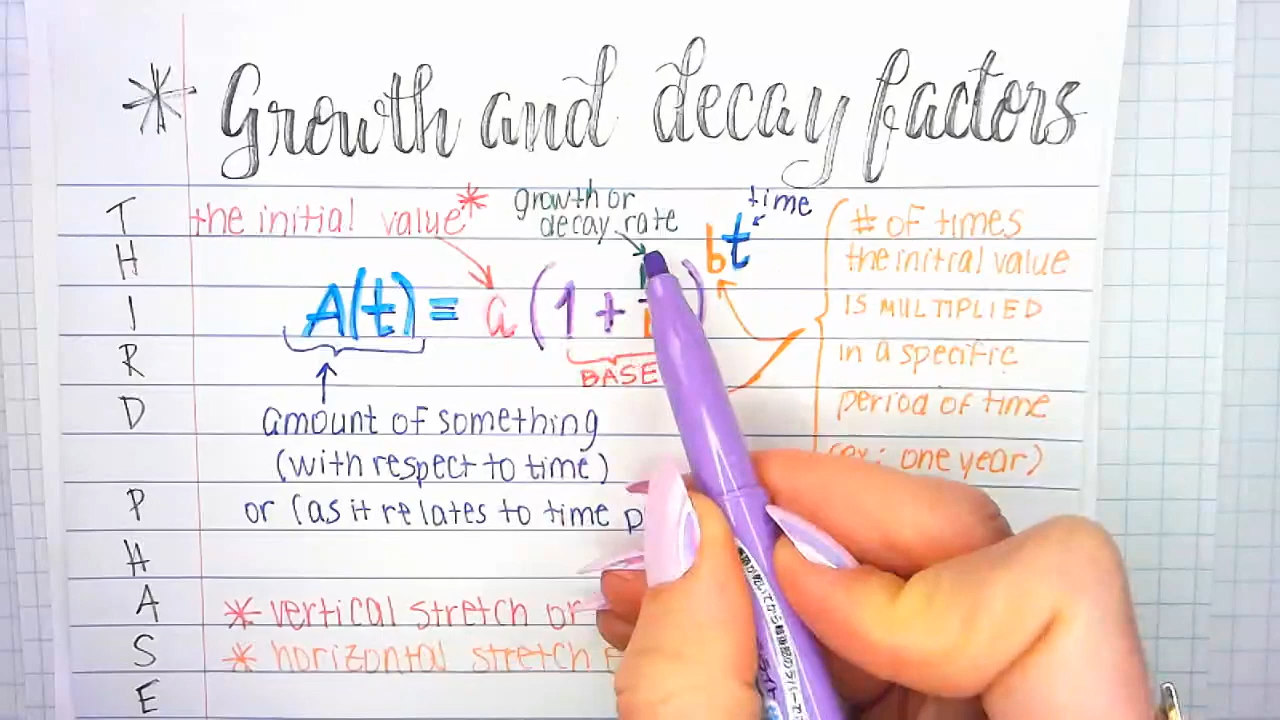 * Growth and decay factors
THIRD PHASE
the initial value*
growth or
decay rate
time
A(t) = a (1 + )bt
BASE
# OF times
the initial value
IS MULTIPLIED
in a specific
period of time
one year)
amount of something
(with respect to time)
or (as it relates to time
* vertical stretch or
* horizontal stretch